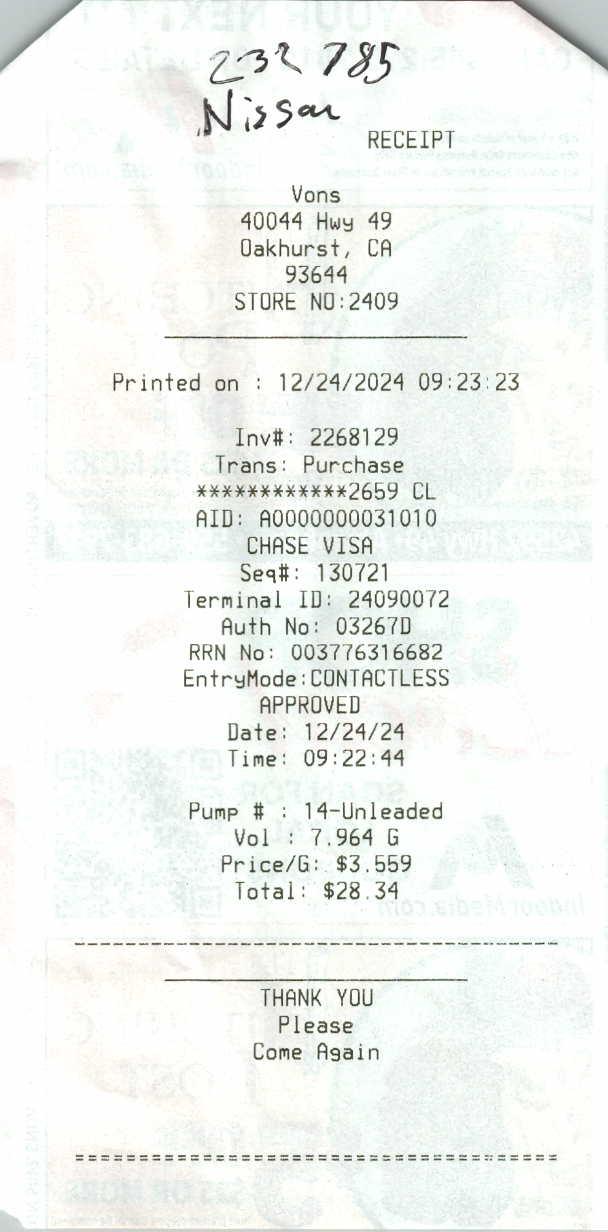 232 785
Nissan
RECEIPT
Vons
40044 Hwy 49
Oakhurst, CA
93644
STORE NO:2409
Printed on : 12/24/2024 09:23:23
Inv#: 2268129
Trans: Purchase
************2659 CL
AID: A0000000031010
CHASE VISA
Seq#: 130721
Terminal ID: 24090072
Auth No: 03267D
RRN No: 003776316682
EntryMode:CONTACTLESS
APPROVED
Date: 12/24/24
Time: 09:22:44
Pump # : 14-Unleaded
Vol : 7.964 G
Price/G: $3.559
Total: $28.34
THANK YOU
Please
Come Again